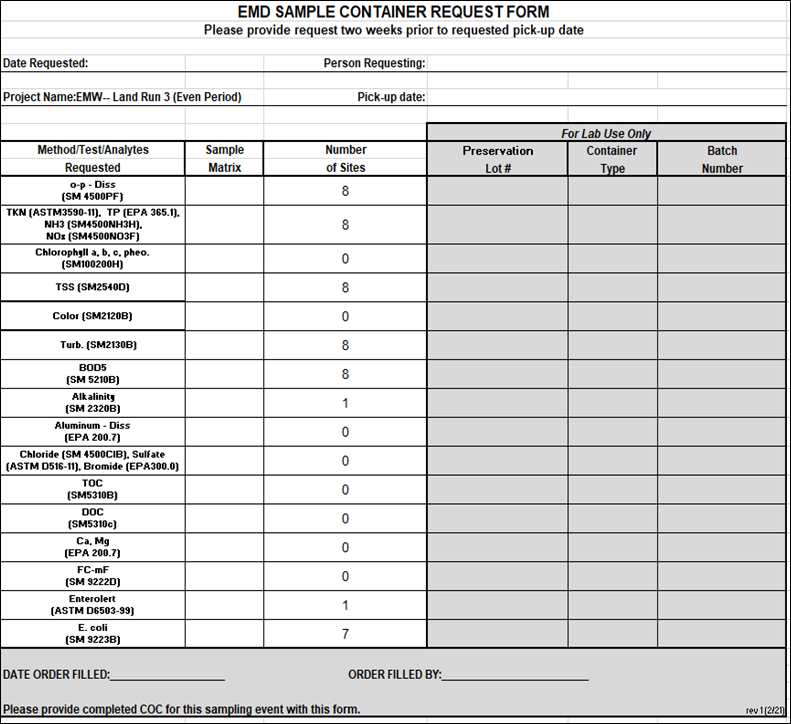 EMD SAMPLE CONTAINER REQUEST FORM
Please provide request two weeks prior to requested pick-up date
Date Requested: Person Requesting:
Project Name:EMW-- Land Run 3 (Even Period) Pick-up date:
For Lab Use Only
Method/Test/Analytes Sample Number Preservation Container Batch
Requested Matrix of Sites Lot # Type Number
o-p - Diss
(SM 4500PF) 8
TKN (ASTM3590-11), TP (EPA 365.1),
NH3 (SM4500NH3H), 8
NOx (SM4500NO3F)
Chlorophyll a, b, c, pheo.
(SM100200H) 0
TSS (SM2540D) 8
Color (SM2120B) 0
Turb. (SM2130B) 8
BOD5
(SM 5210B) 8
Alkalinity
(SM 2320B) 1
Aluminum - Diss
(EPA 200.7) 0
Chloride (SM 4500ClB), Sulfate
(ASTM D516-11), Bromide (EPA300.0) 0
TOC
(SM5310B) 0
DOC
(SM5310c) 0
Ca, Mg
(EPA 200.7) 0
FC-mF
(SM 9222D) 0
Enterolert
(ASTM D6503-99) 1
E. coli
(SM 9223B) 7
DATE ORDER FILLED:__________________ ORDER FILLED BY:_______________________
Please provide completed COC for this sampling event with this form. rev 1(2/21)